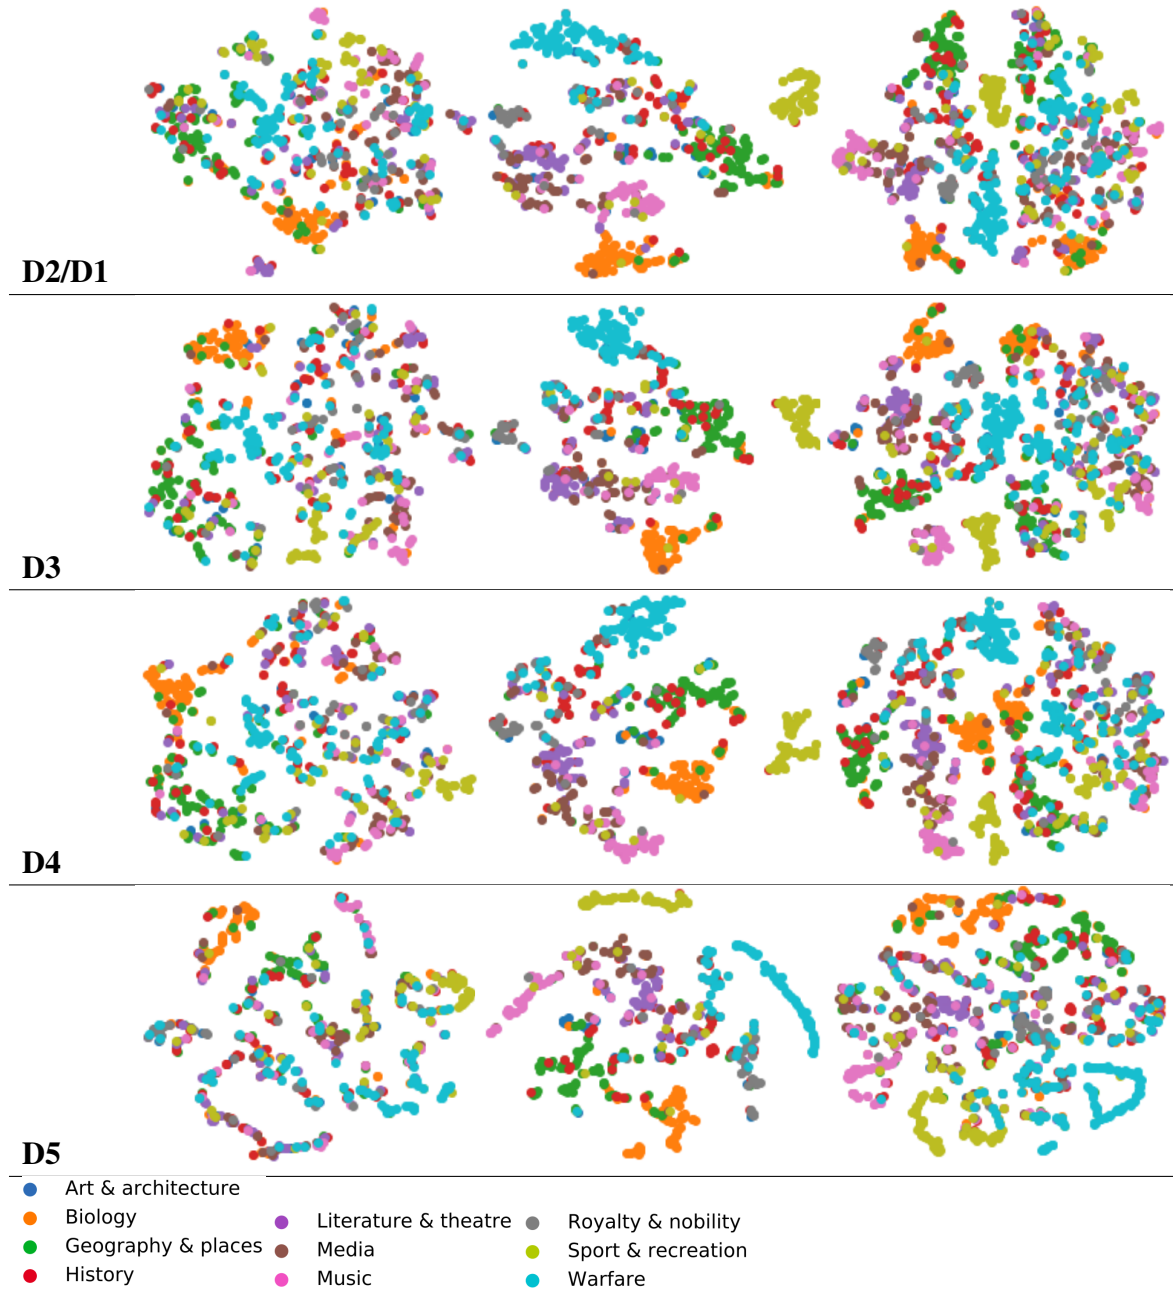 D2/D1
D3
D4
D5
Art & architecture
Biology
Geography & places
History
Literature & theatre
Media
Music
Royalty & nobility
Sport & recreation
Warfare